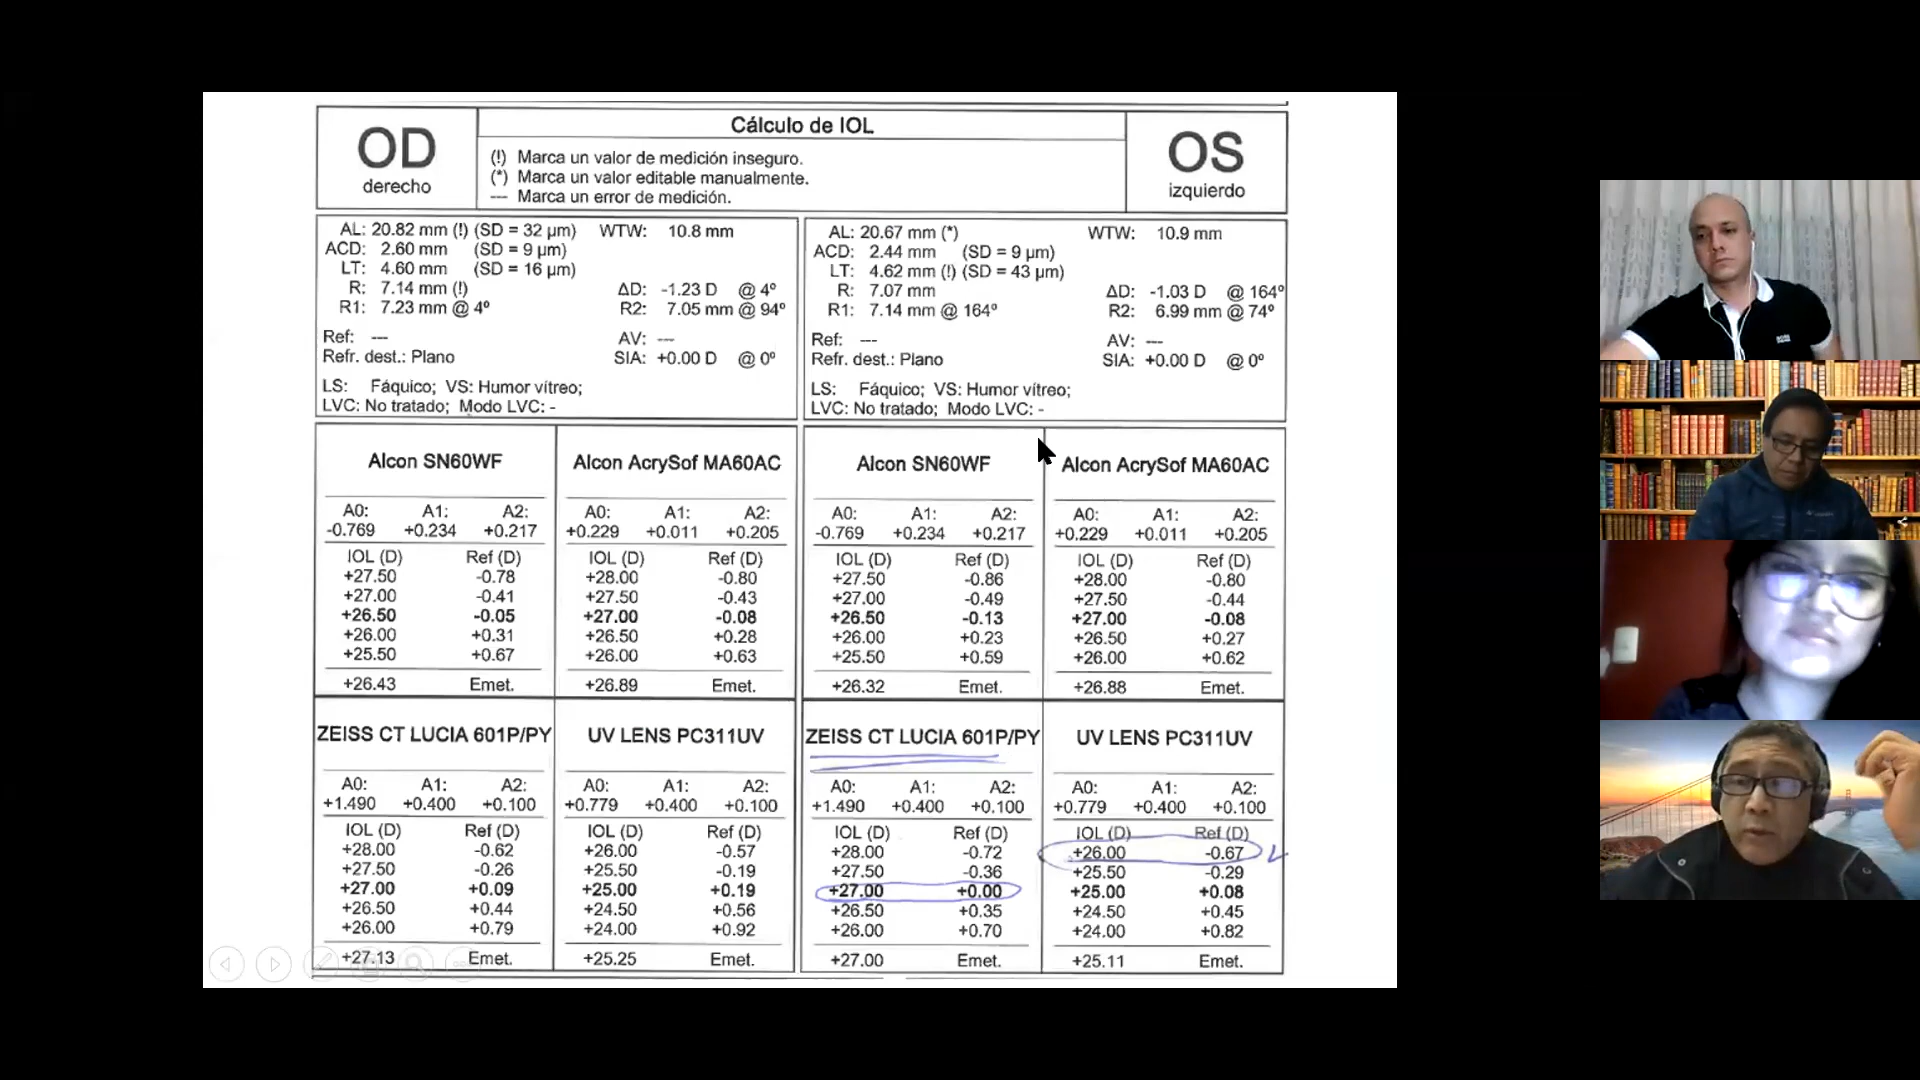 OD
derecho
Cálculo de IOL
(!) Marca un valor de medición inseguro.
(*) Marca un valor editable manualmente.
--- Marca un error de medición.
OS
izquierdo
AL: 20.82 mm (!) (SD = 32 µm) WTW: 10.8 mm
ACD: 2.60 mm (SD = 9 µm)
LT: 4.60 mm (SD = 16 µm)
R: 7.14 mm (!) ΔD: -1.23 D @ 4º
R1: 7.23 mm @ 4º R2: 7.05 mm @ 94º
Ref: --- AV: ---
Refr. dest.: Plano SIA: +0.00 D @ 0º
LS: Fáquico; VS: Humor vítreo;
LVC: No tratado; Modo LVC: -
AL: 20.67 mm (*) WTW: 10.9 mm
ACD: 2.44 mm (SD = 9 µm)
LT: 4.62 mm (!) (SD = 43 µm)
R: 7.07 mm ΔD: -1.03 D @ 164º
R1: 7.14 mm @ 164º R2: 6.99 mm @ 74º
Ref: --- AV: ---
Refr. dest.: Plano SIA: +0.00 D @ 0º
LS: Fáquico; VS: Humor vítreo;
LVC: No tratado; Modo LVC: -
Alcon SN60WF
A0: A1: A2:
-0.769 +0.234 +0.217
IOL (D) Ref (D)
+27.50 -0.78
+27.00 -0.41
+26.50 -0.05
+26.00 +0.31
+25.50 +0.67
+26.43 Emet.
Alcon AcrySof MA60AC
A0: A1: A2:
+0.229 +0.011 +0.205
IOL (D) Ref (D)
+28.00 -0.80
+27.50 -0.43
+27.00 -0.08
+26.50 +0.28
+26.00 +0.63
+26.89 Emet.
Alcon SN60WF
A0: A1: A2:
-0.769 +0.234 +0.217
IOL (D) Ref (D)
+27.50 -0.86
+27.00 -0.49
+26.50 -0.13
+26.00 +0.23
+25.50 +0.59
+26.32 Emet.
Alcon AcrySof MA60AC
A0: A1: A2:
+0.229 +0.011 +0.205
IOL (D) Ref (D)
+28.00 -0.80
+27.50 -0.44
+27.00 -0.08
+26.50 +0.27
+26.00 +0.62
+26.88 Emet.
ZEISS CT LUCIA 601P/PY
A0: A1: A2:
+1.490 +0.400 +0.100
IOL (D) Ref (D)
+28.00 -0.62
+27.50 -0.26
+27.00 +0.09
+26.50 +0.44
+26.00 +0.79
+27.13 Emet.
UV LENS PC311UV
A0: A1: A2:
+0.779 +0.400 +0.100
IOL (D) Ref (D)
+26.00 -0.57
+25.50 -0.19
+25.00 +0.19
+24.50 +0.56
+24.00 +0.92
+25.25 Emet.
ZEISS CT LUCIA 601P/PY
A0: A1: A2:
+1.490 +0.400 +0.100
IOL (D) Ref (D)
+28.00 -0.72
+27.50 -0.36
+27.00 +0.00
+26.50 +0.35
+26.00 +0.70
+27.00 Emet.
UV LENS PC311UV
A0: A1: A2:
+0.779 +0.400 +0.100
IOL (D) Ref (D)
+26.00 -0.67
+25.50 -0.29
+25.00 +0.08
+24.50 +0.45
+24.00 +0.82
+25.11 Emet.